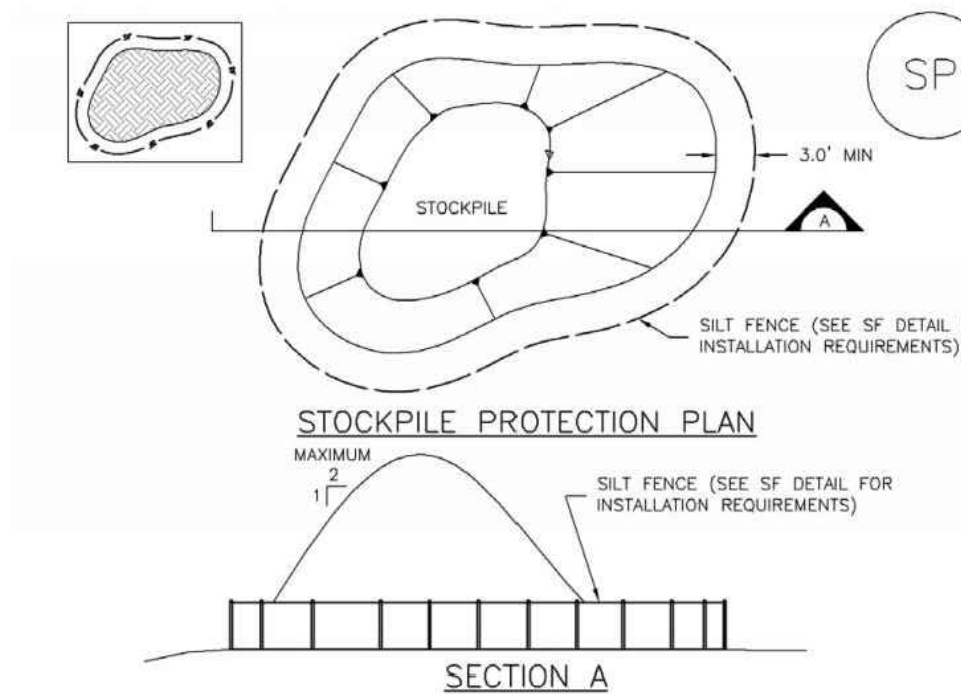 SP
3.0' MIN
STOCKPILE
A
SILT FENCE (SEE SF DETAIL
INSTALLATION REQUIREMENTS)
STOCKPILE PROTECTION PLAN
MAXIMUM
2
1
SILT FENCE (SEE SF DETAIL FOR
INSTALLATION REQUIREMENTS)
SECTION A